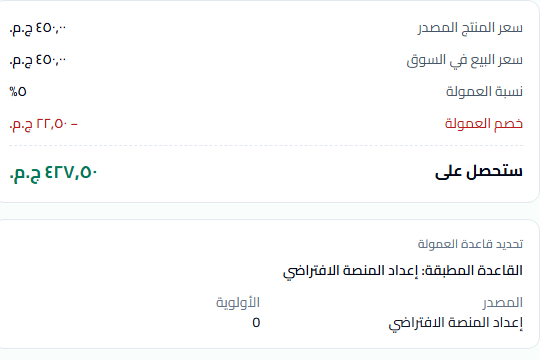 سعر المنتج المصدر ٤٥٠,٠٠ ج.م.
سعر البيع في السوق ٤٥٠,٠٠ ج.م.
نسبة العمولة ٥%
خصم العمولة − ٢٢,٥٠ ج.م.
ستحصل على ٤٢٧,٥٠ ج.م.
تحديد قاعدة العمولة
القاعدة المطبقة: إعداد المنصة الافتراضي
المصدر الأولوية
إعداد المنصة الافتراضي 0